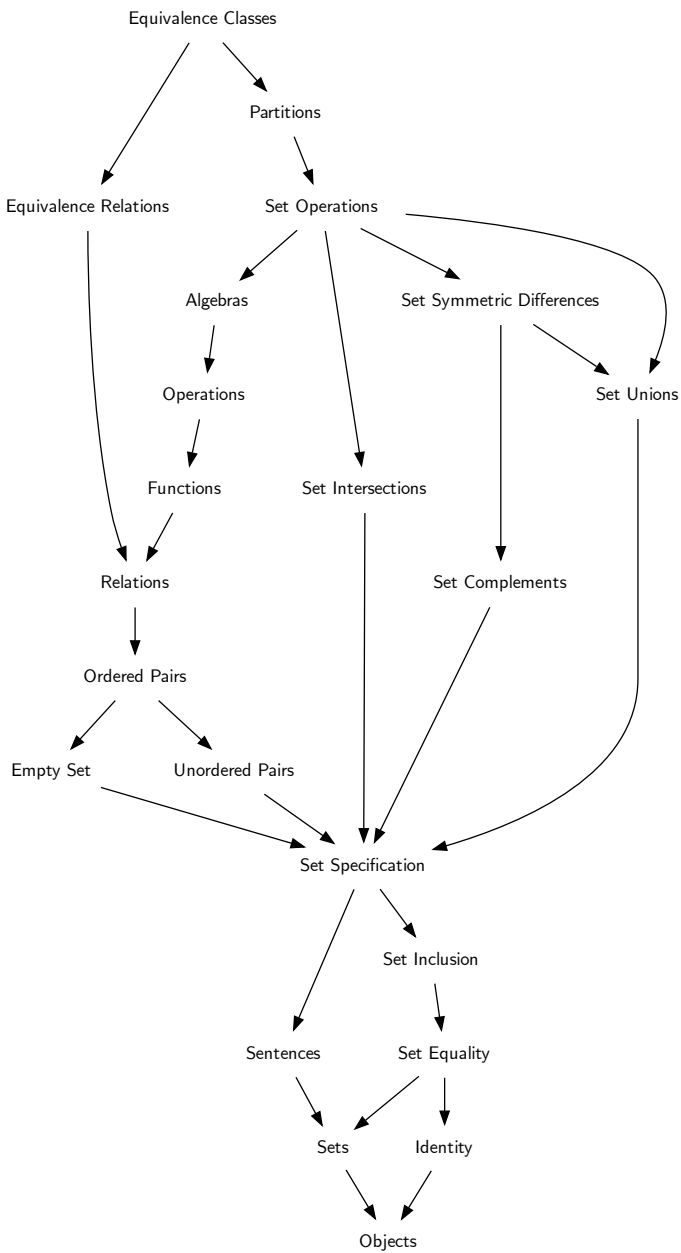 Equivalence Classes
Partitions
Equivalence Relations
Set Operations
Algebras
Set Symmetric Differences
Operations
Set Unions
Functions
Set Intersections
Relations
Set Complements
Ordered Pairs
Empty Set
Unordered Pairs
Set Specification
Set Inclusion
Sentences
Set Equality
Sets
Identity
Objects